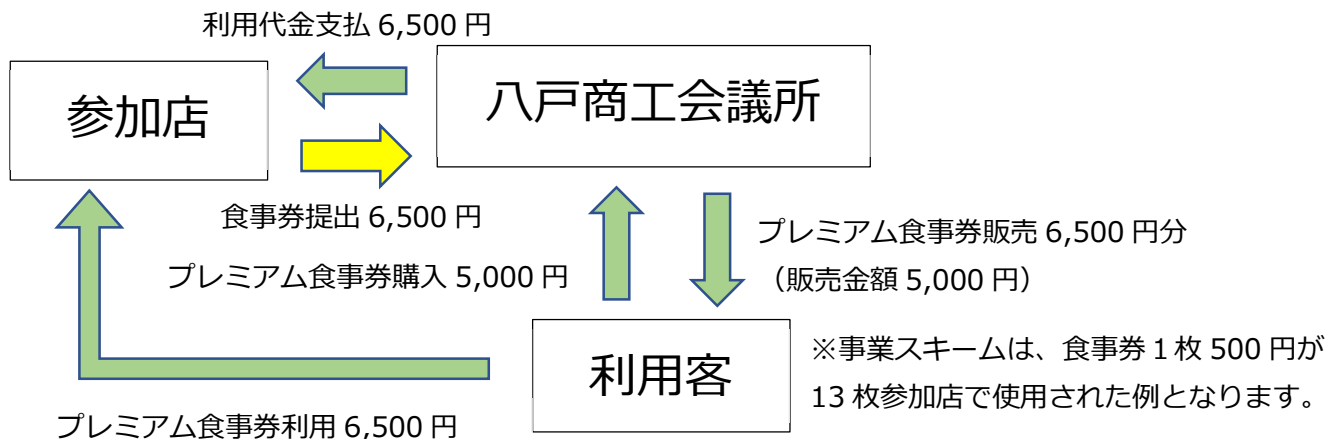 利用代金支払 6,500 円
参加店
八戸商工会議所
食事券提出 6,500 円
プレミアム食事券購入 5,000 円
プレミアム食事券販売 6,500 円分
（販売金額 5,000 円）
利用客
※事業スキームは、食事券１枚 500 円が
13 枚参加店で使用された例となります。
プレミアム食事券利用 6,500 円